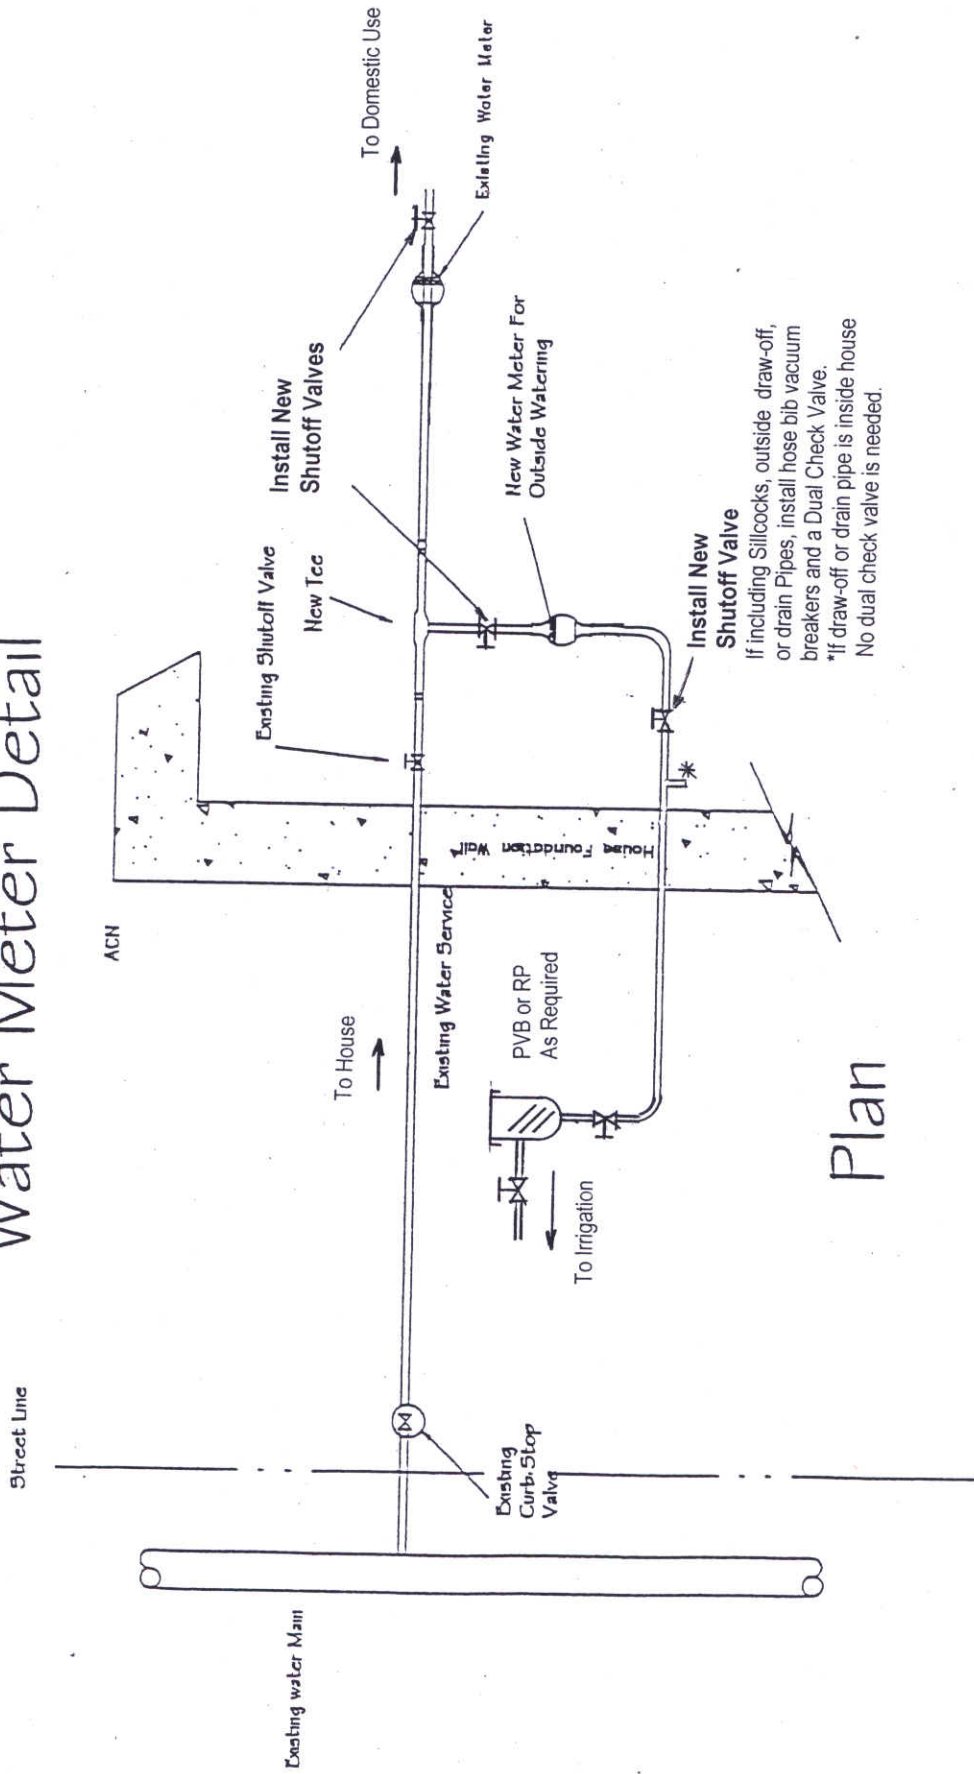 Water Meter Detail
To Domestic Use
Existing Water Meter
Install New
Shutoff Valves
New Water Meter For
Outside Watering
Existing Shutoff Valve
New Tee
Install New
Shutoff Valve
If including Sillcocks, outside draw-off,
or drain Pipes, install hose bib vacuum
breakers and a Dual Check Valve.
*If draw-off or drain pipe is inside house
No dual check valve is needed.
*
House Foundation Wall
ACN
To House
Existing Water Service
PVB or RP
As Required
To Irrigation
Street Line
Existing
Curb Stop
Valve
Existing water Main
Plan